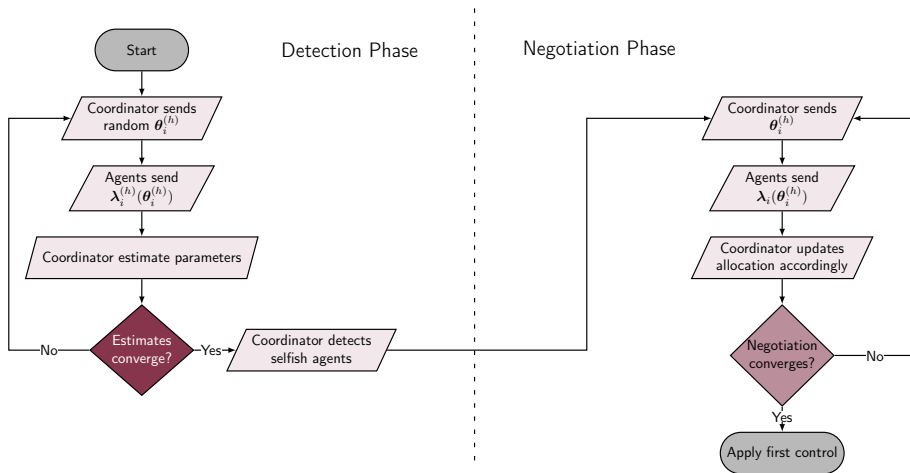 Detection Phase
Start
Coordinator sends
random θ_i^(h)
Agents send
λ_i^(h)(θ_i^(h))
Coordinator estimate parameters
Estimates
converge?
No
Yes
Coordinator detects
selfish agents
Negotiation Phase
Coordinator sends
θ_i^(h)
Agents send
λ_i(θ_i^(h))
Coordinator updates
allocation accordingly
Negotiation
converges?
No
Yes
Apply first control